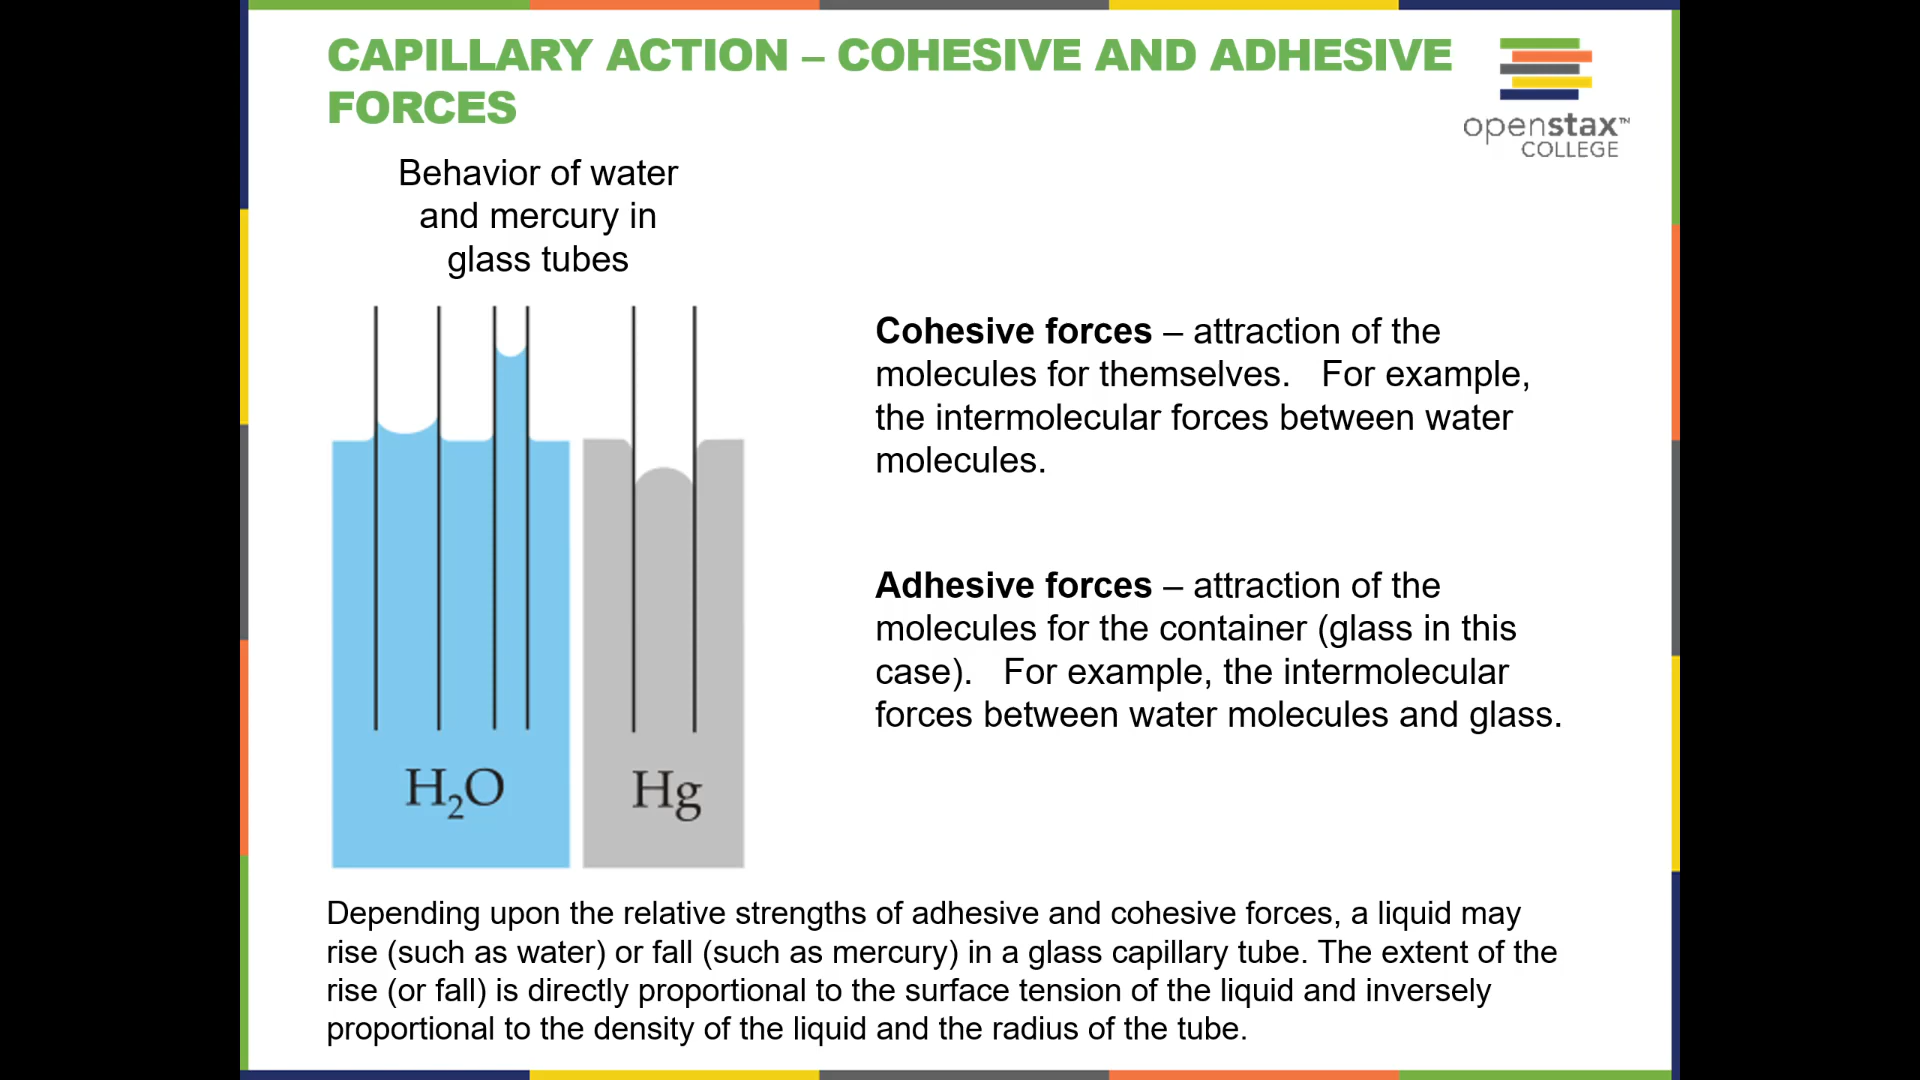 CAPILLARY ACTION – COHESIVE AND ADHESIVE
FORCES
openstax™
COLLEGE
Behavior of water
and mercury in
glass tubes
Cohesive forces – attraction of the
molecules for themselves. For example,
the intermolecular forces between water
molecules.
Adhesive forces – attraction of the
molecules for the container (glass in this
case). For example, the intermolecular
forces between water molecules and glass.
H₂O
Hg
Depending upon the relative strengths of adhesive and cohesive forces, a liquid may
rise (such as water) or fall (such as mercury) in a glass capillary tube. The extent of the
rise (or fall) is directly proportional to the surface tension of the liquid and inversely
proportional to the density of the liquid and the radius of the tube.